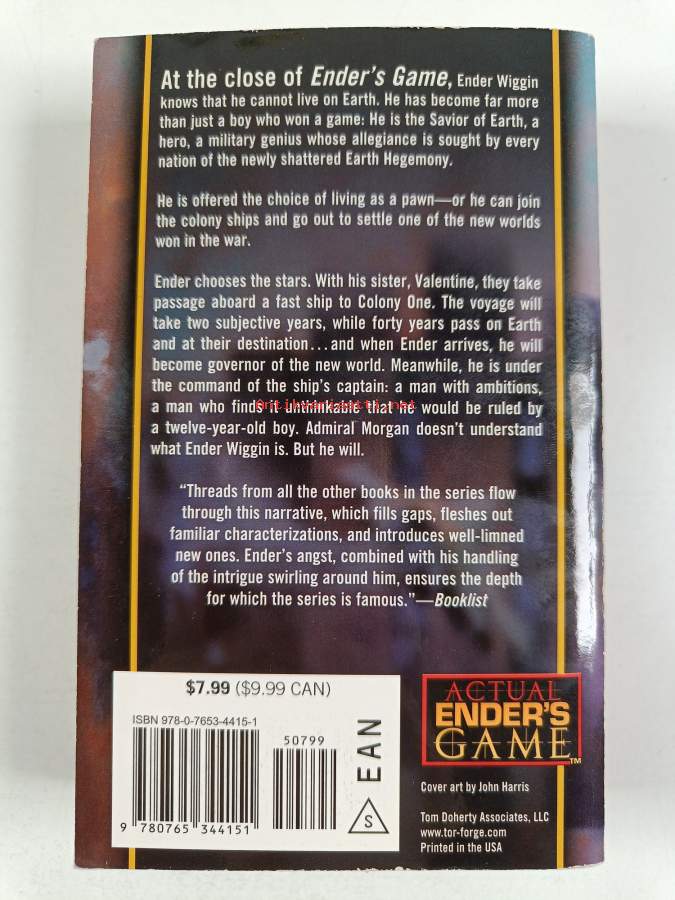 At the close of Ender's Game, Ender Wiggin
knows that he cannot live on Earth. He has become far more
than just a boy who won a game: He is the Savior of Earth, a
hero, a military genius whose allegiance is sought by every
nation of the newly shattered Earth Hegemony.
He is offered the choice of living as a pawn—or he can join
the colony ships and go out to settle one of the new worlds
won in the war.
Ender chooses the stars. With his sister, Valentine, they take
passage aboard a fast ship to Colony One. The voyage will
take two subjective years, while forty years pass on Earth
and at their destination...and when Ender arrives, he will
become governor of the new world. Meanwhile, he is under
the command of the ship's captain: a man with ambitions,
a man who finds it unthinkable that he would be ruled by
a twelve-year-old boy. Admiral Morgan doesn't understand
what Ender Wiggin is. But he will.
"Threads from all the other books in the series flow
through this narrative, which fills gaps, fleshes out
familiar characterizations, and introduces well-limned
new ones. Ender's angst, combined with his handling
of the intrigue swirling around him, ensures the depth
for which the series is famous."—Booklist
$7.99 ($9.99 CAN)
ISBN 978-0-7653-4415-1
50799
EAN
S
9 780765 344151
ACTUAL
ENDER'S
GAME™
Cover art by John Harris
Tom Doherty Associates, LLC
www.tor-forge.com
Printed in the USA